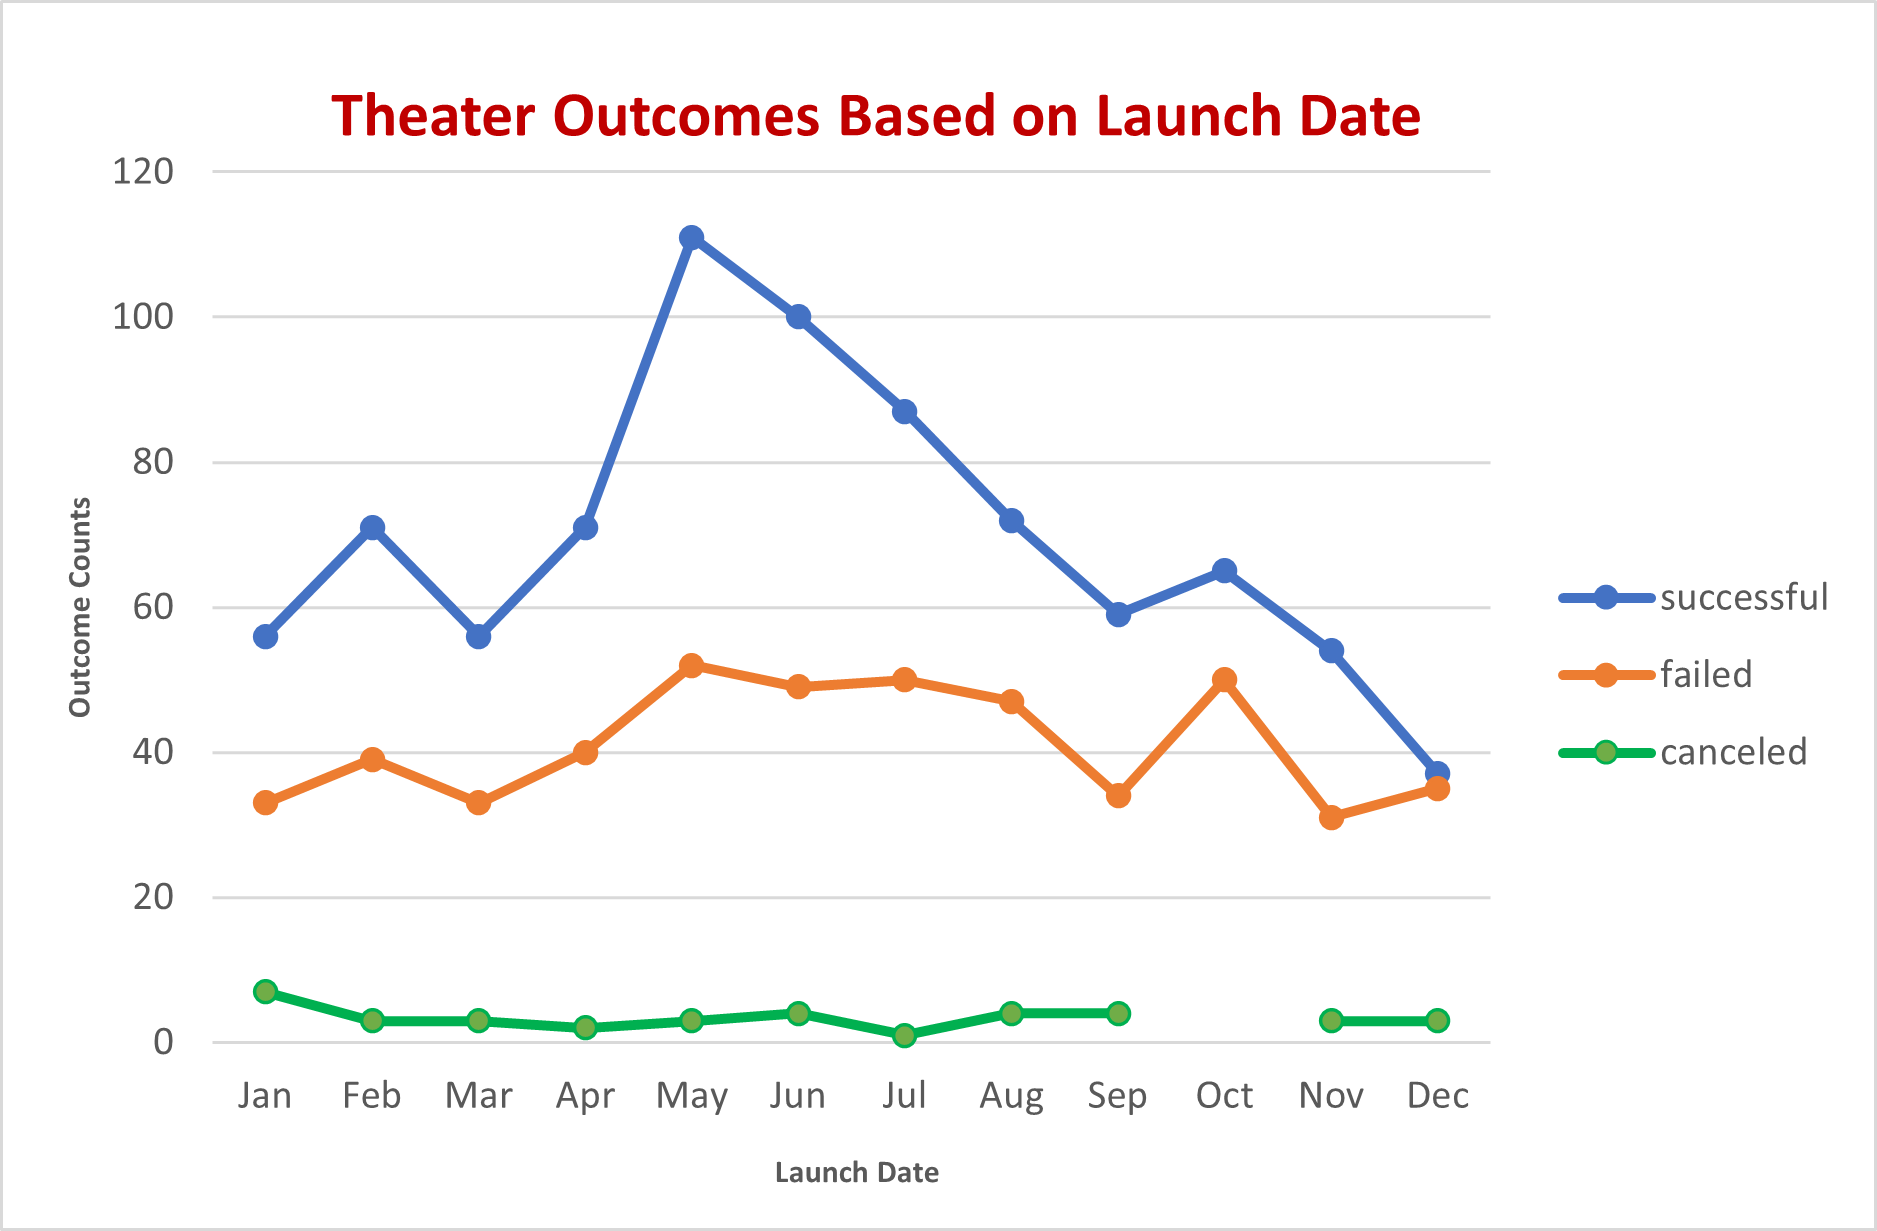 Theater Outcomes Based on Launch Date
120
100
80
60
40
20
0
Outcome Counts
Jan Feb Mar Apr May Jun Jul Aug Sep Oct Nov Dec
Launch Date
successful
failed
canceled